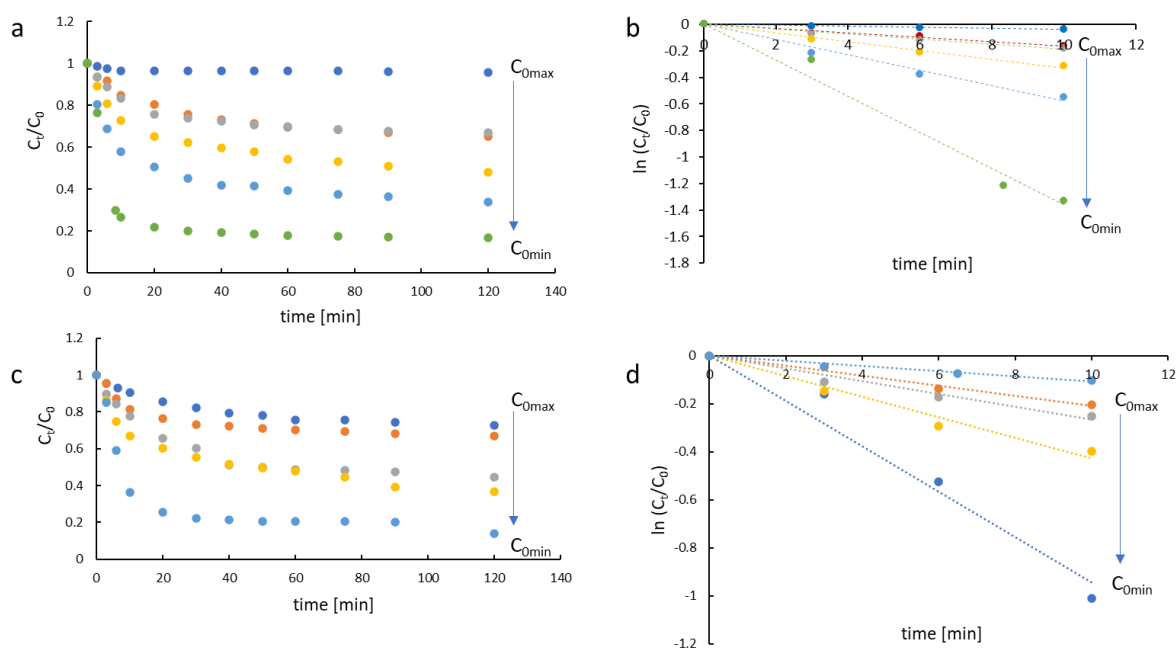 a
1.2
1
0.8
0.6
0.4
0.2
0
Ct/C0
0 20 40 60 80 100 120 140
time [min]
C0max
C0min
b
0
-0.2
-0.4
-0.6
-0.8
-1
-1.2
-1.4
-1.6
-1.8
ln (Ct/C0)
0 2 4 6 8 10 12
time [min]
C0max
C0min
c
1.2
1
0.8
0.6
0.4
0.2
0
Ct/C0
0 20 40 60 80 100 120 140
time [min]
C0max
C0min
d
0
-0.2
-0.4
-0.6
-0.8
-1
-1.2
ln (Ct/C0)
0 2 4 6 8 10 12
time [min]
C0max
C0min